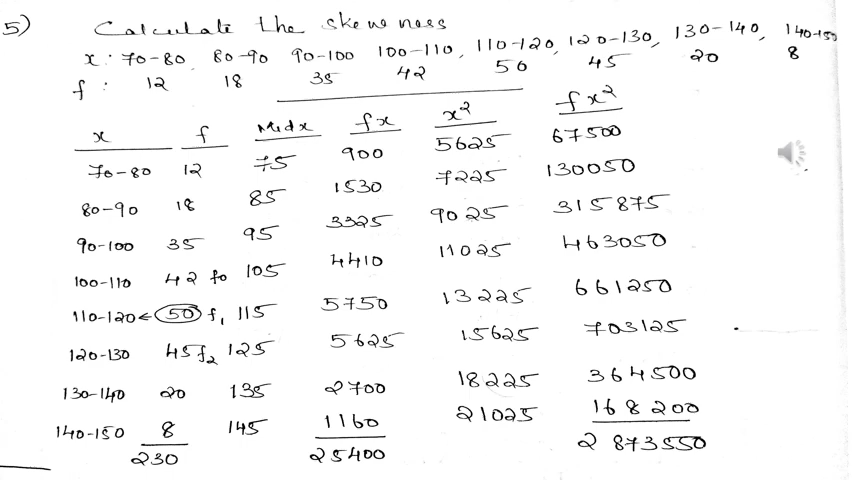 5) Calculate the skewness
x : 70-80, 80-90 90-100 100-110, 110-120, 120-130, 130-140, 140-150
f : 12 18 35 42 50 45 20 8
x f Mid x fx x² fx²
70-80 12 75 900 5625 67500
80-90 18 85 1530 7225 130050
90-100 35 95 3325 9025 315875
100-110 42 f0 105 4410 11025 463050
110-120 ← 50 f1 115 5750 13225 661250
120-130 45 f2 125 5625 15625 703125
130-140 20 135 2700 18225 364500
140-150 8 145 1160 21025 168200
230 25400 2873550